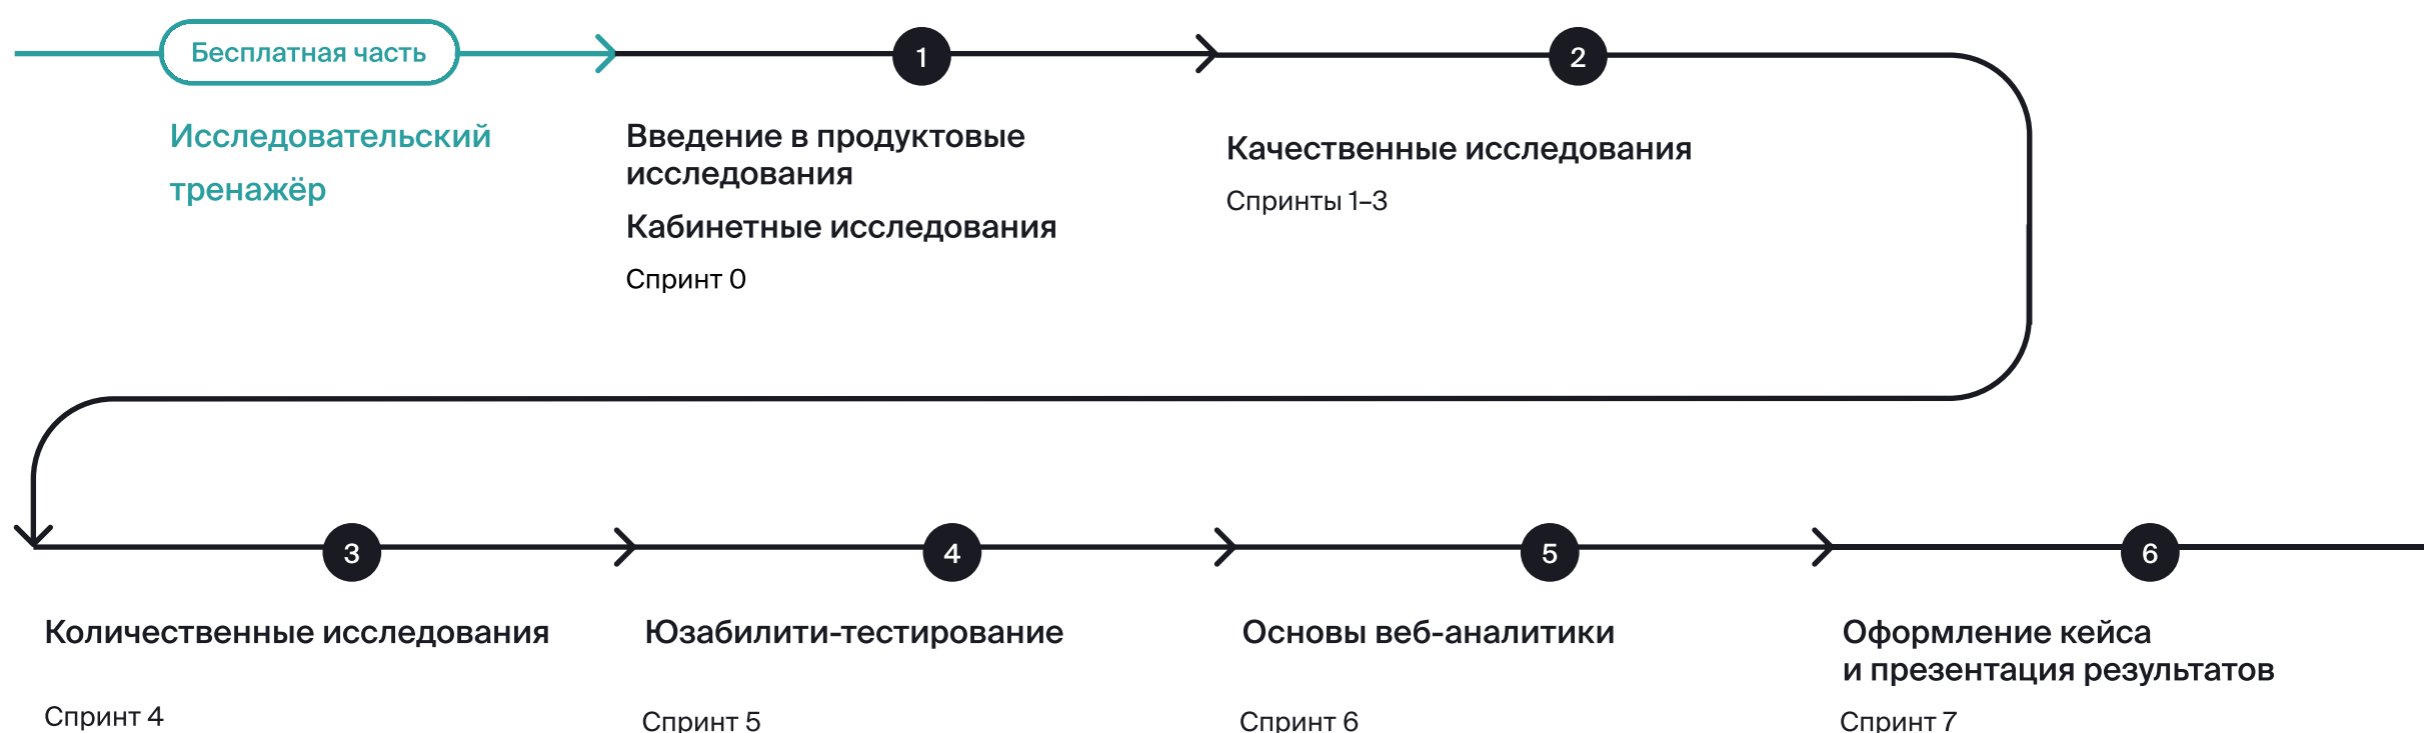 Бесплатная часть
1
2
Исследовательский
тренажёр
Введение в продуктовые
исследования
Кабинетные исследования
Спринт 0
Качественные исследования
Спринты 1–3
3
4
5
6
Количественные исследования
Спринт 4
Юзабилити-тестирование
Спринт 5
Основы веб-аналитики
Спринт 6
Оформление кейса
и презентация результатов
Спринт 7